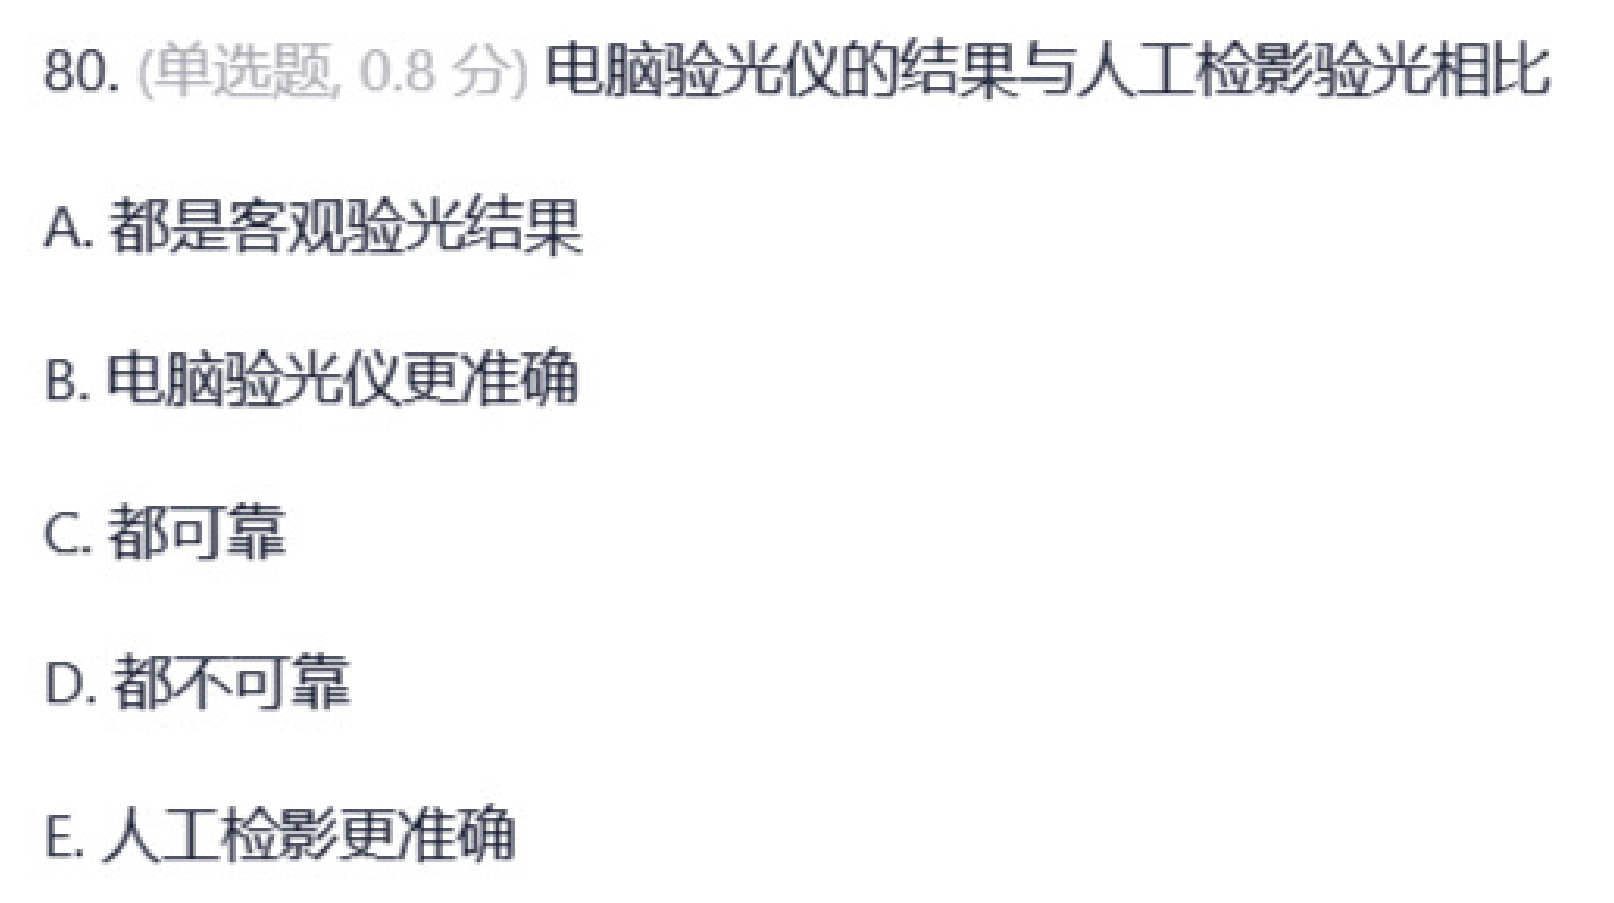 80. (单选题, 0.8 分) 电脑验光仪的结果与人工检影验光相比
A. 都是客观验光结果
B. 电脑验光仪更准确
C. 都可靠
D. 都不可靠
E. 人工检影更准确